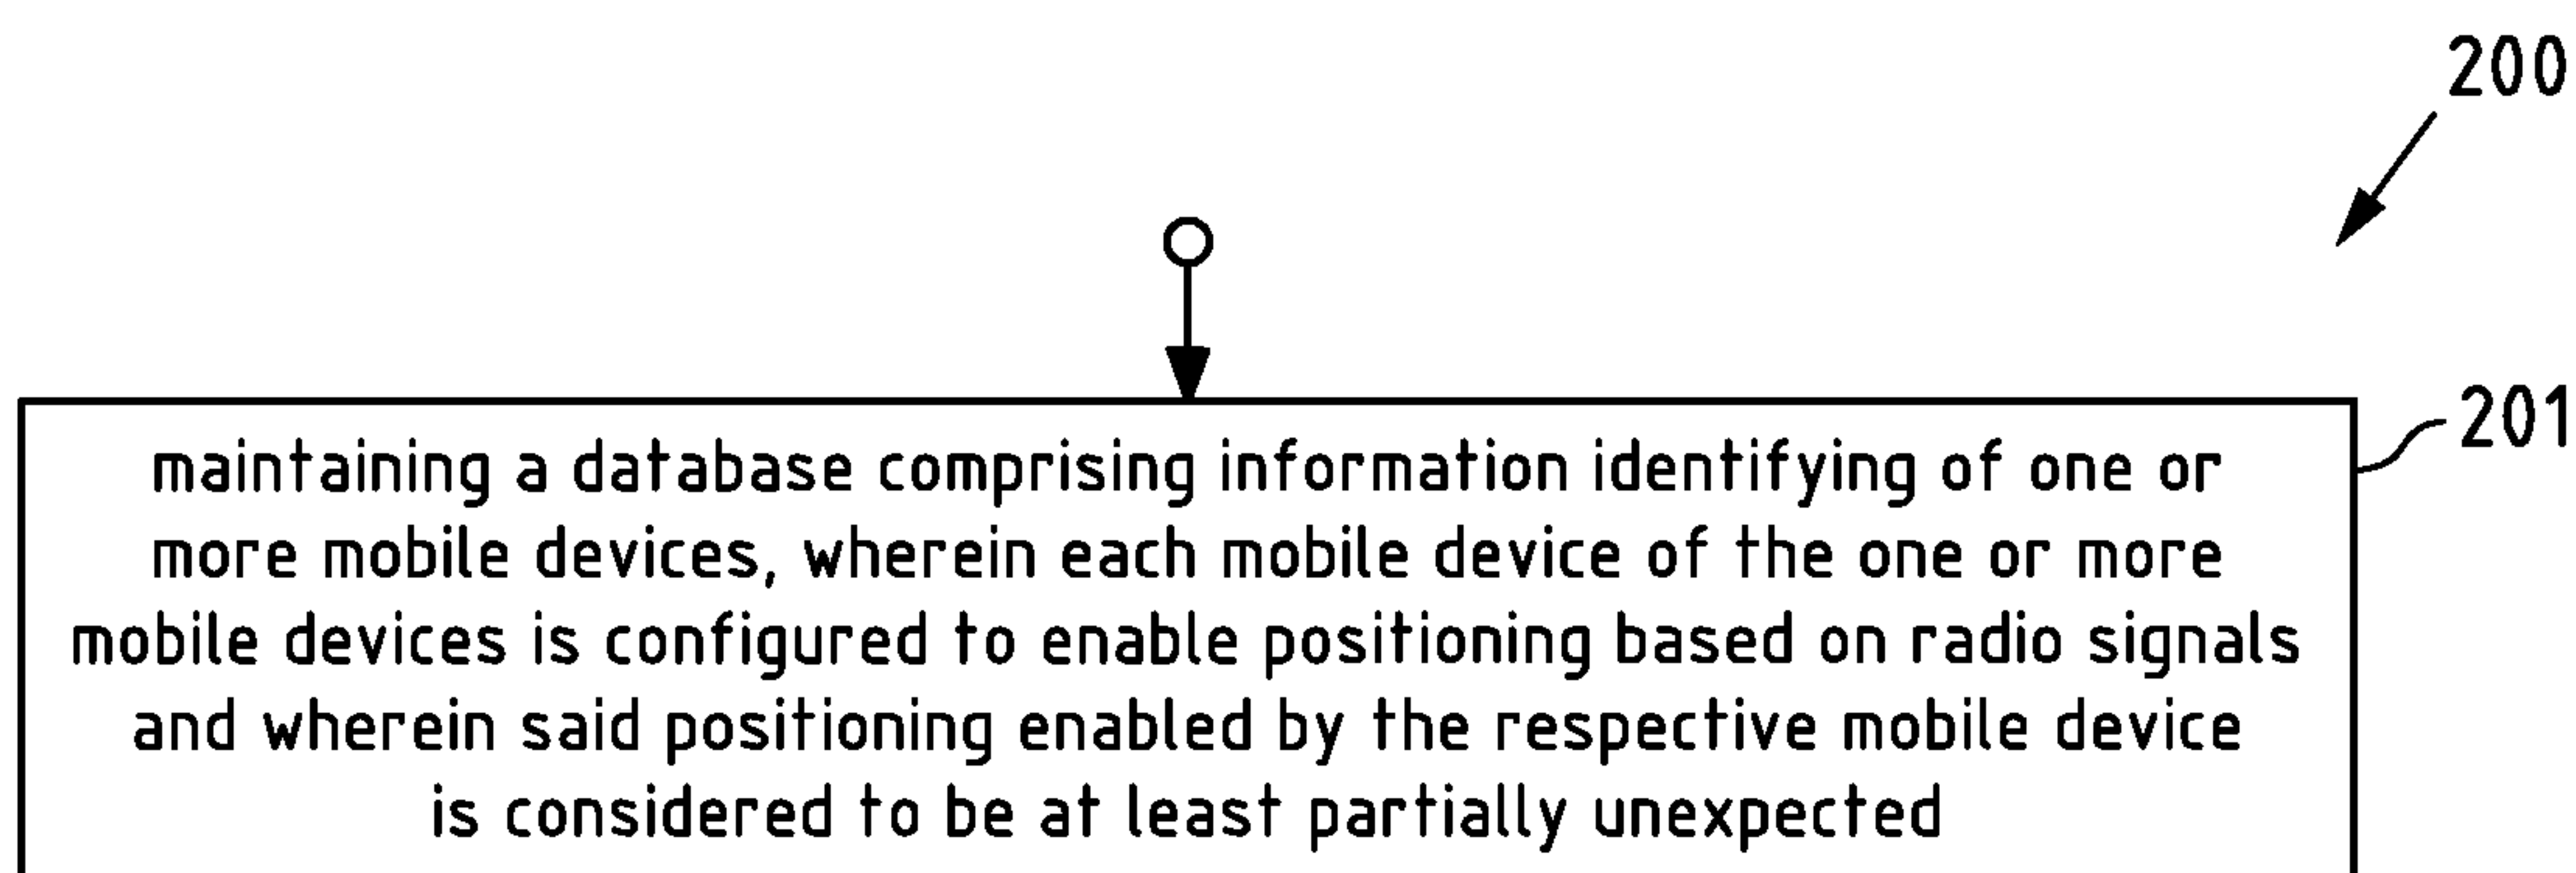 200
201
maintaining a database comprising information identifying of one or
more mobile devices, wherein each mobile device of the one or more
mobile devices is configured to enable positioning based on radio signals
and wherein said positioning enabled by the respective mobile device
is considered to be at least partially unexpected